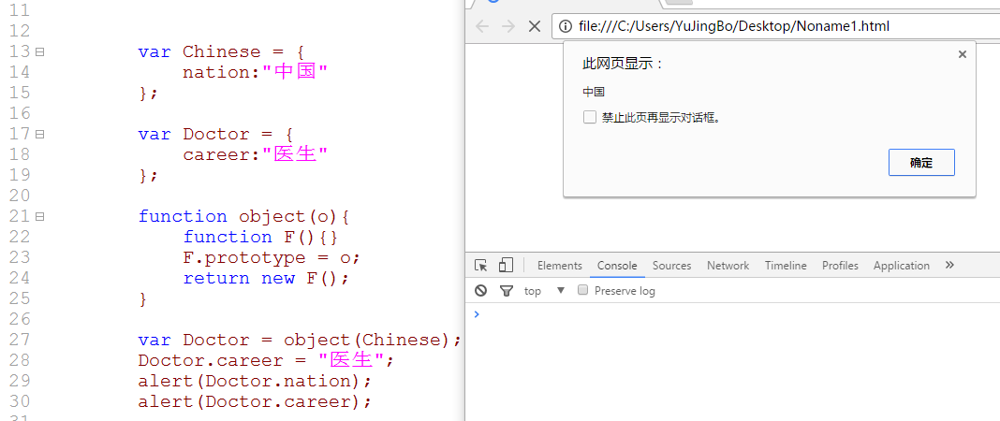 11
12
13 var Chinese = {
14 nation:"中国"
15 };
16
17 var Doctor = {
18 career:"医生"
19 };
20
21 function object(o){
22 function F(){}
23 F.prototype = o;
24 return new F();
25 }
26
27 var Doctor = object(Chinese);
28 Doctor.career = "医生";
29 alert(Doctor.nation);
30 alert(Doctor.career);
31
file:///C:/Users/YuJingBo/Desktop/Noname1.html
此网页显示：
中国
禁止此页再显示对话框。
确定
Elements Console Sources Network Timeline Profiles Application »
top ▼ Preserve log